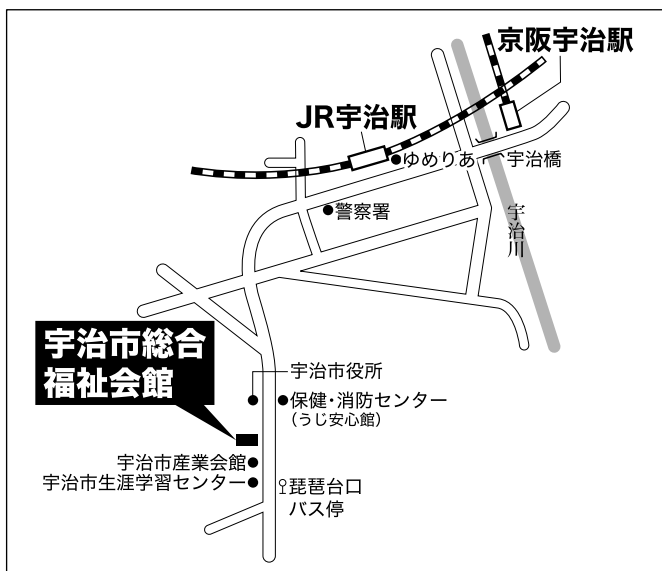 京阪宇治駅
JR宇治駅
ゆめりあ
宇治橋
警察署
宇治川
宇治市総合
福祉会館
宇治市役所
保健・消防センター
(うじ安心館)
宇治市産業会館
宇治市生涯学習センター
琵琶台口
バス停